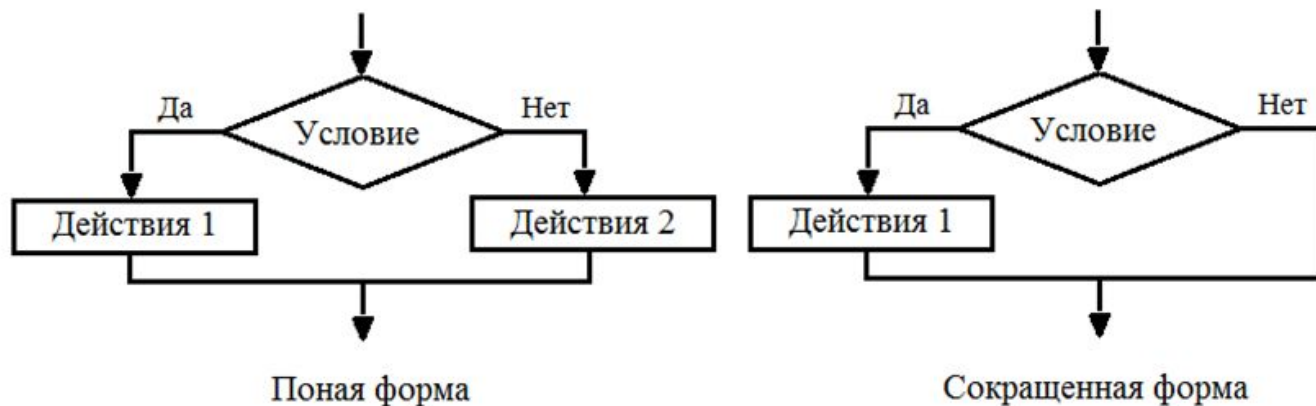 Да
Нет
Условие
Действия 1
Действия 2
Поная форма
Да
Нет
Условие
Действия 1
Сокращенная форма